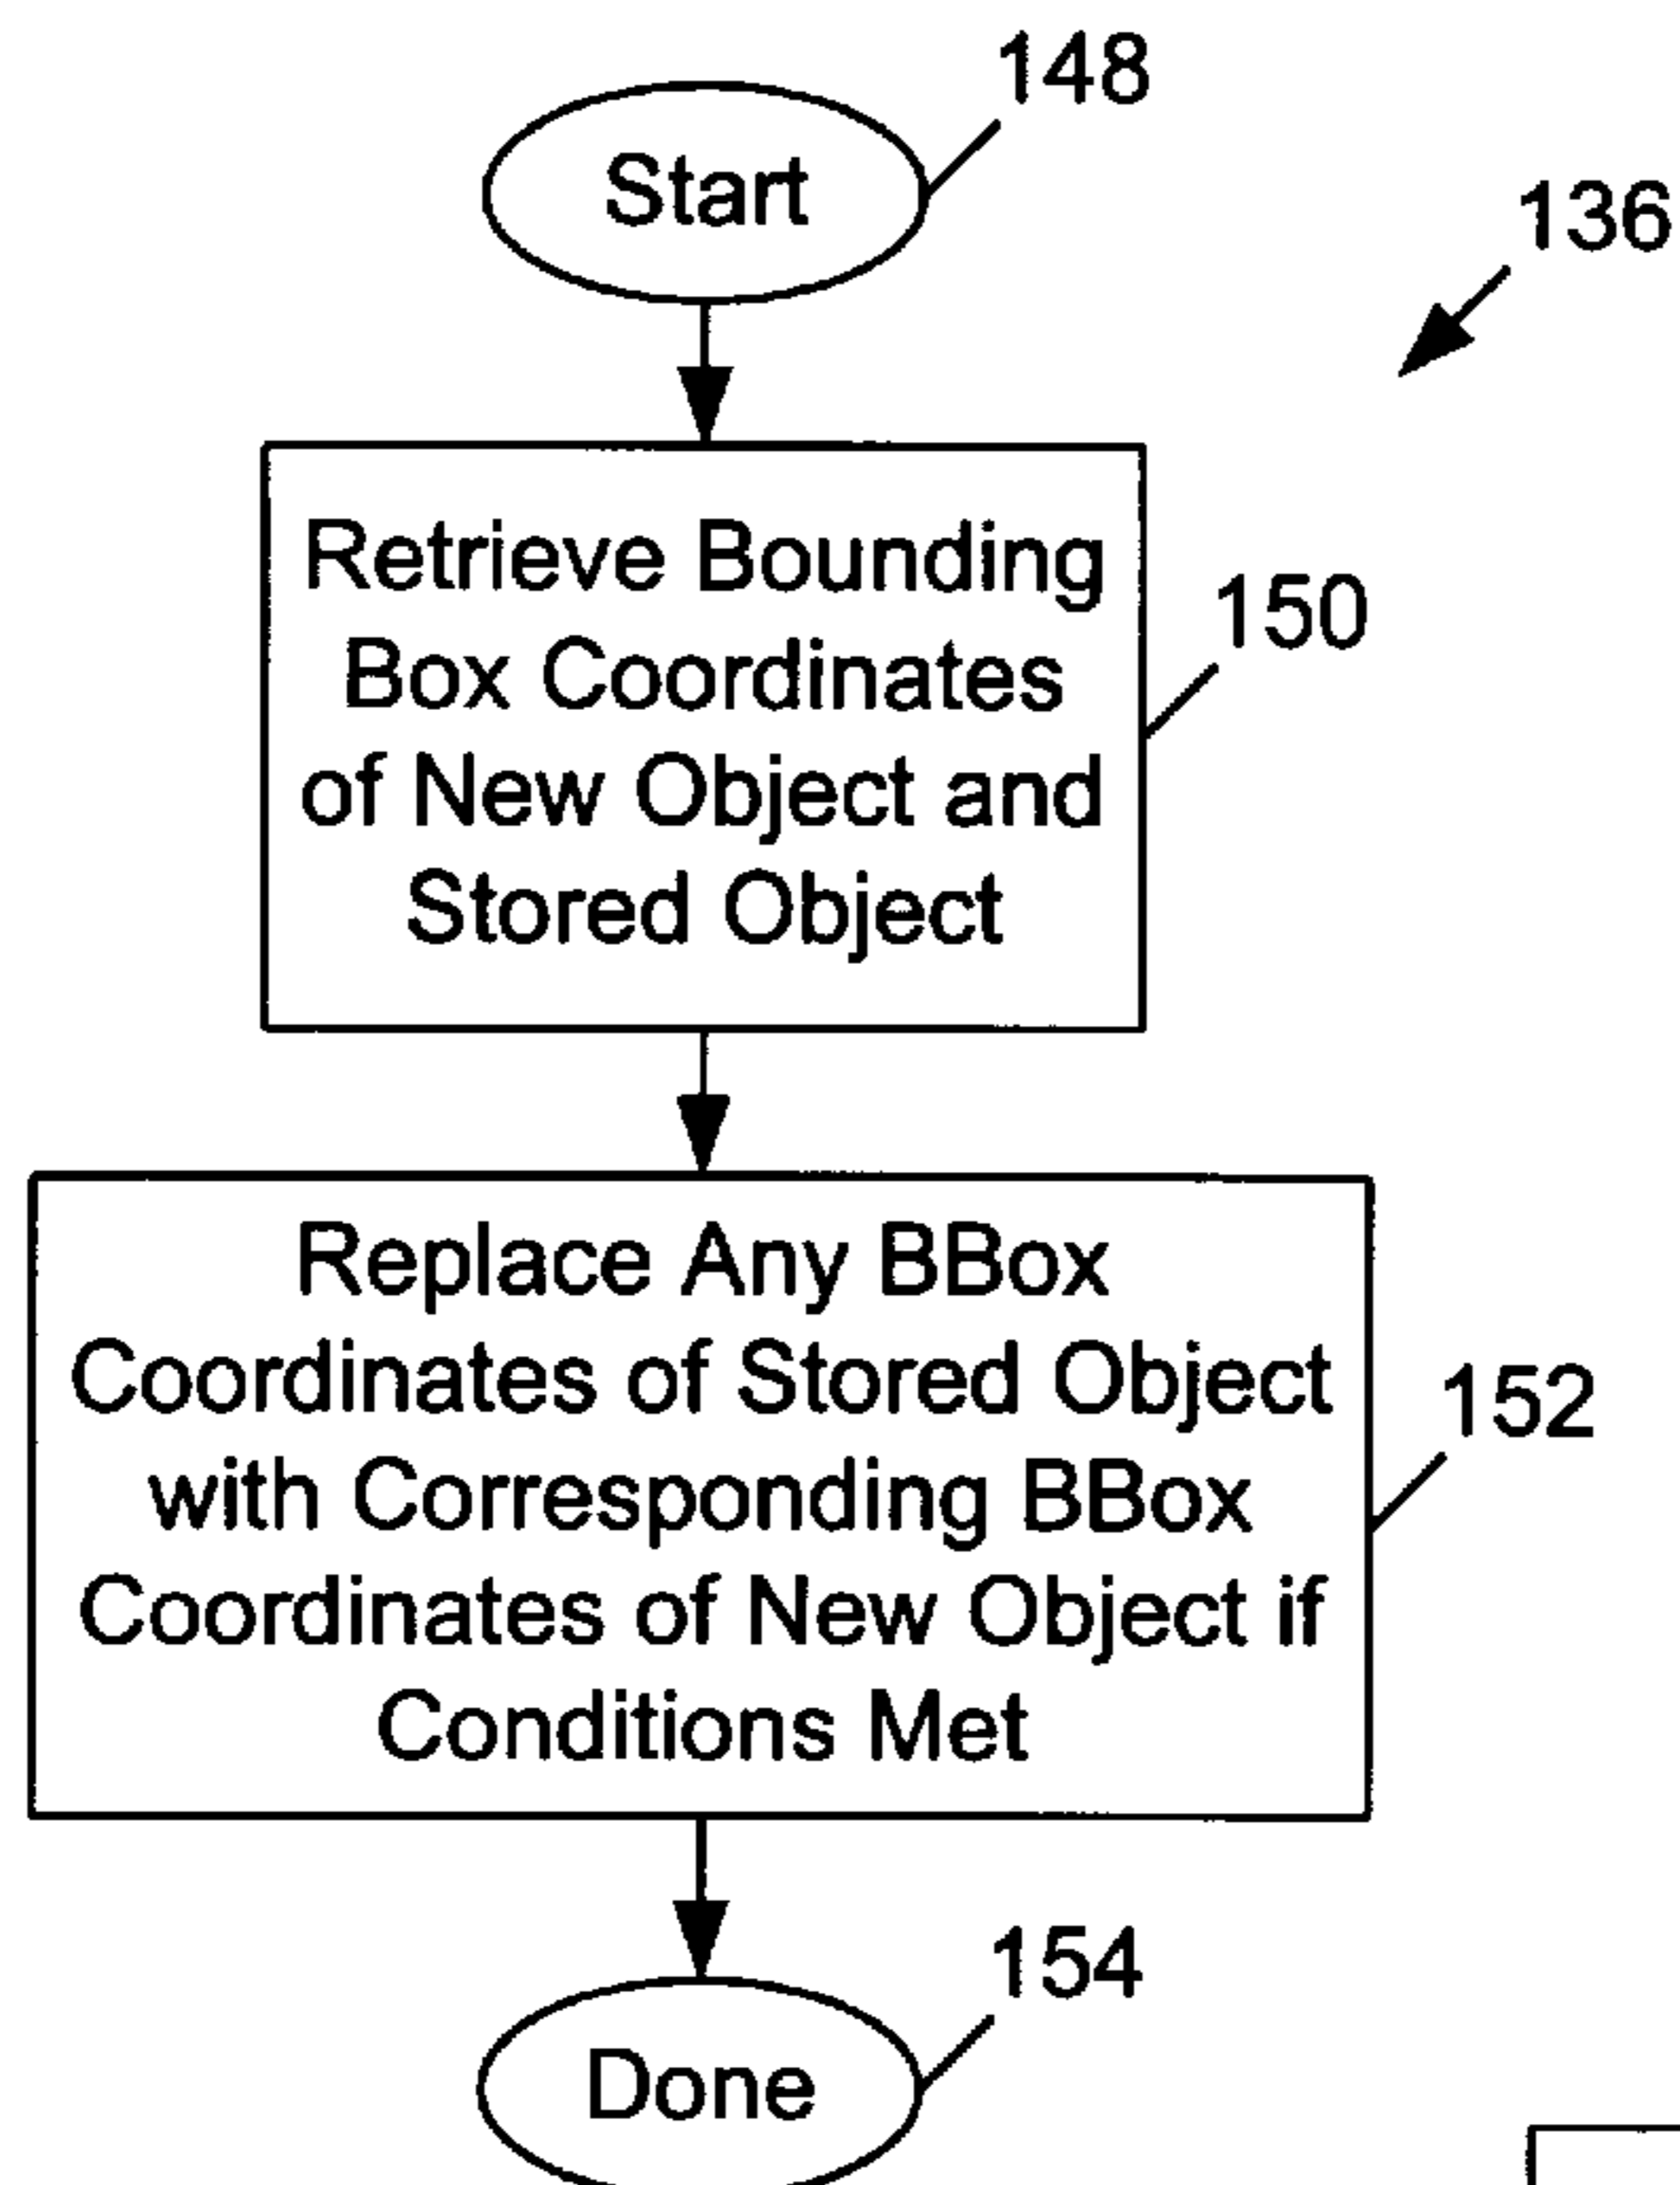 148
Start
136
Retrieve Bounding
Box Coordinates
of New Object and
Stored Object
150
Replace Any BBox
Coordinates of Stored Object
with Corresponding BBox
Coordinates of New Object if
Conditions Met
152
154
Done